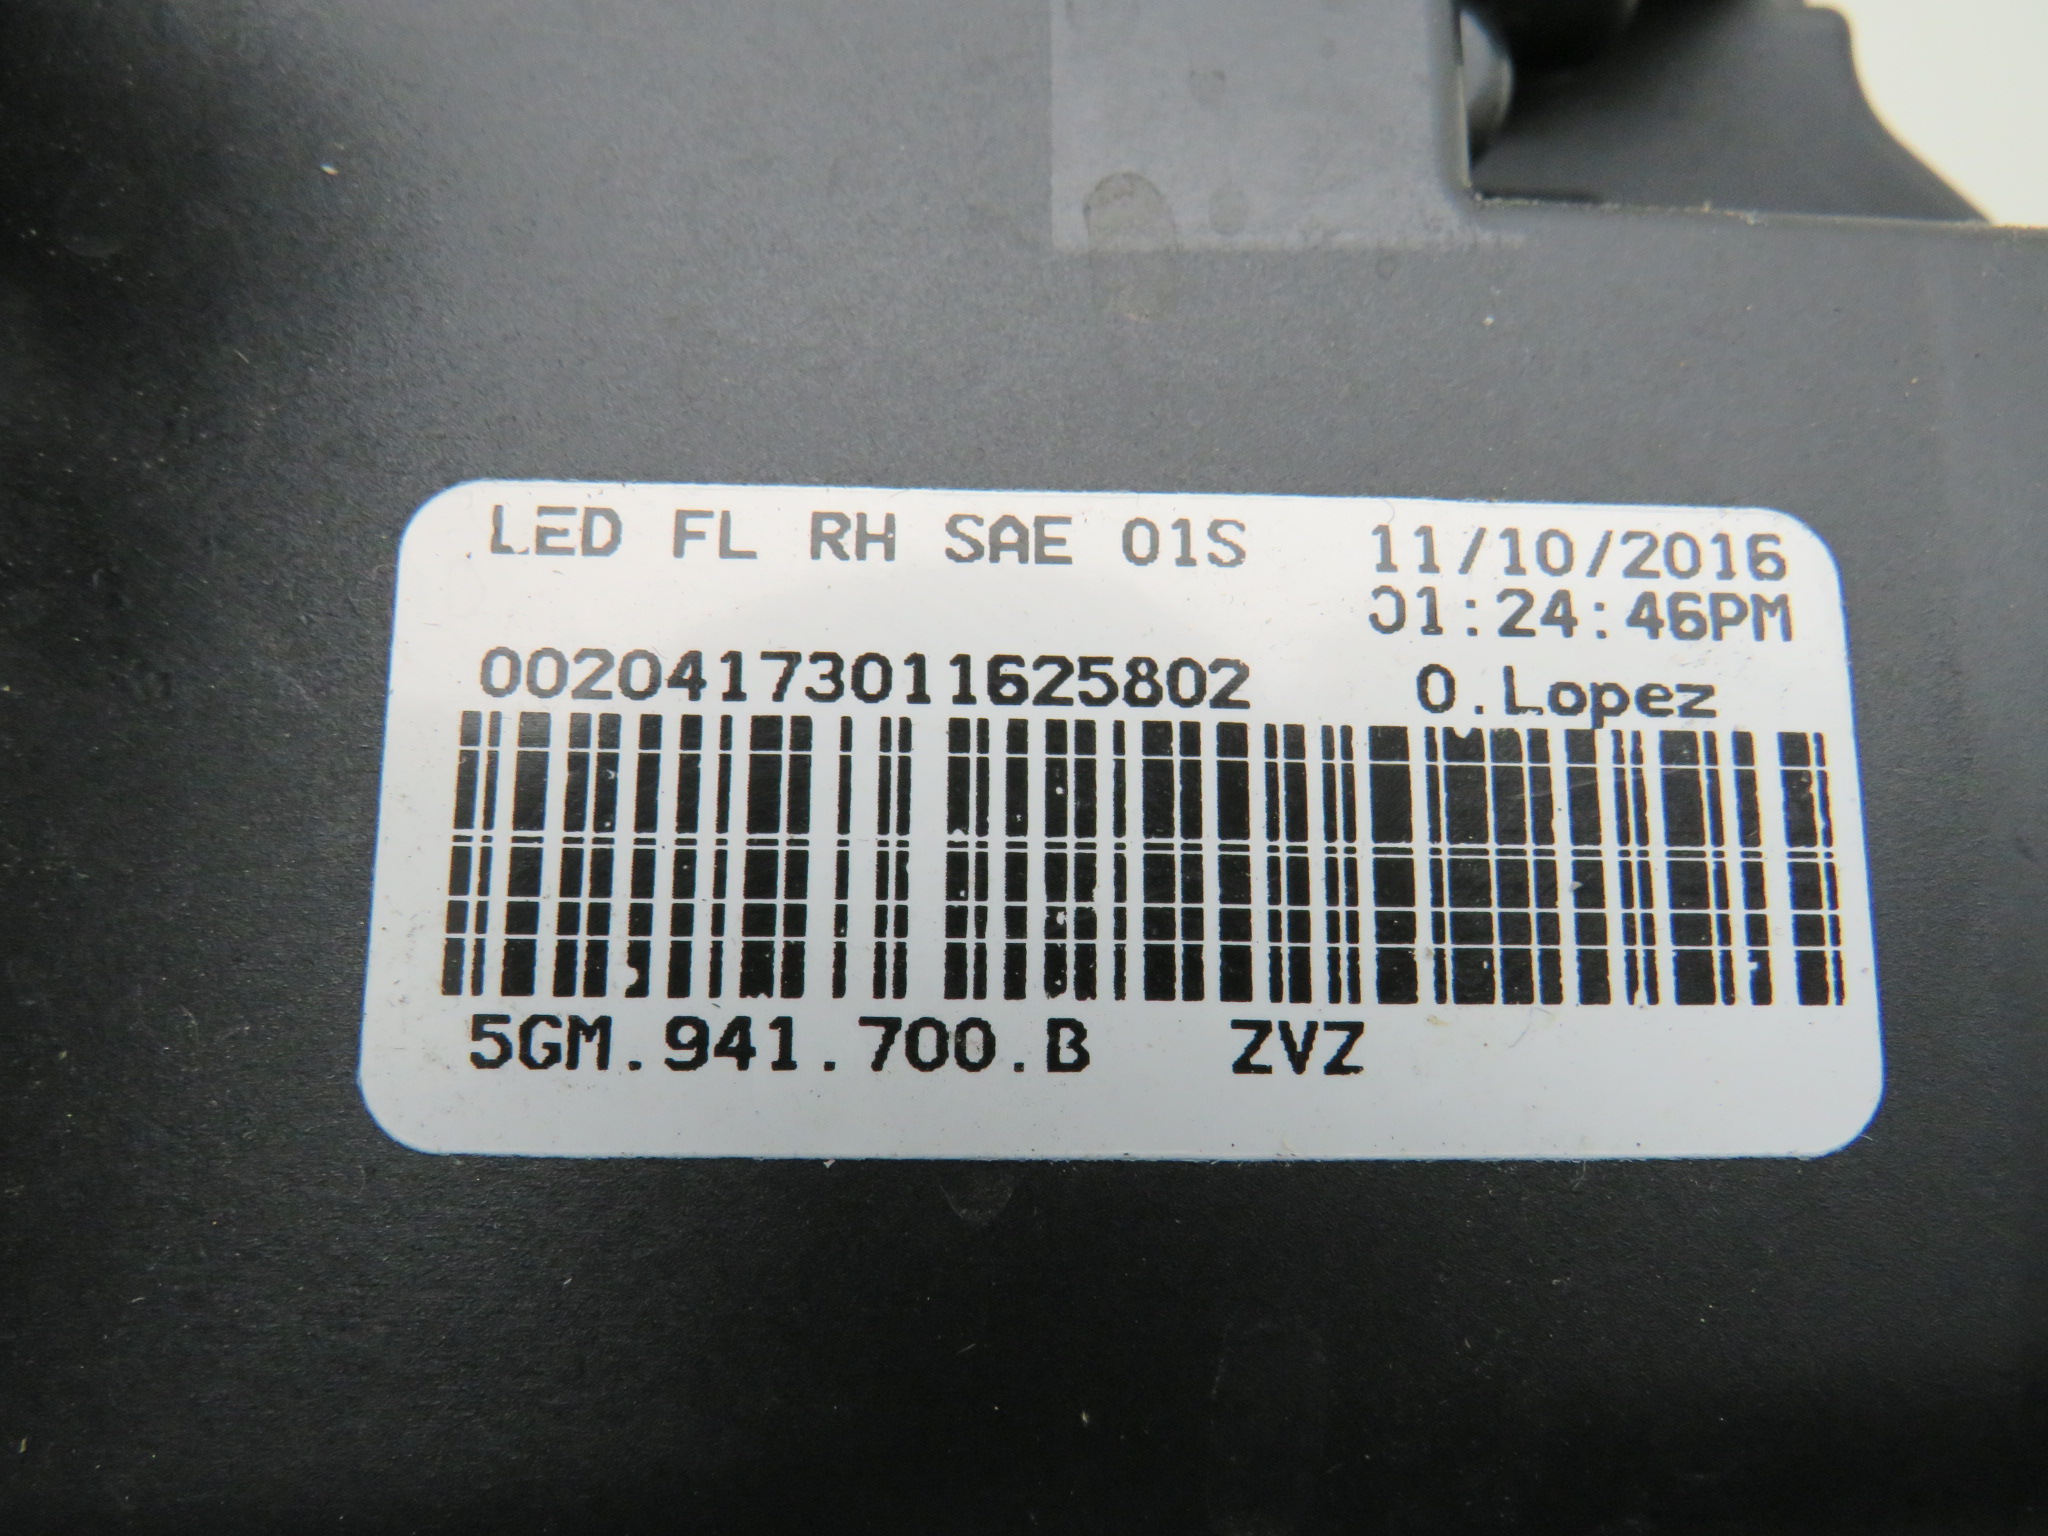 LED FL RH SAE 01S 11/10/2016
01:24:46PM
00204173011625802 O.Lopez
5GM.941.700.B ZVZ